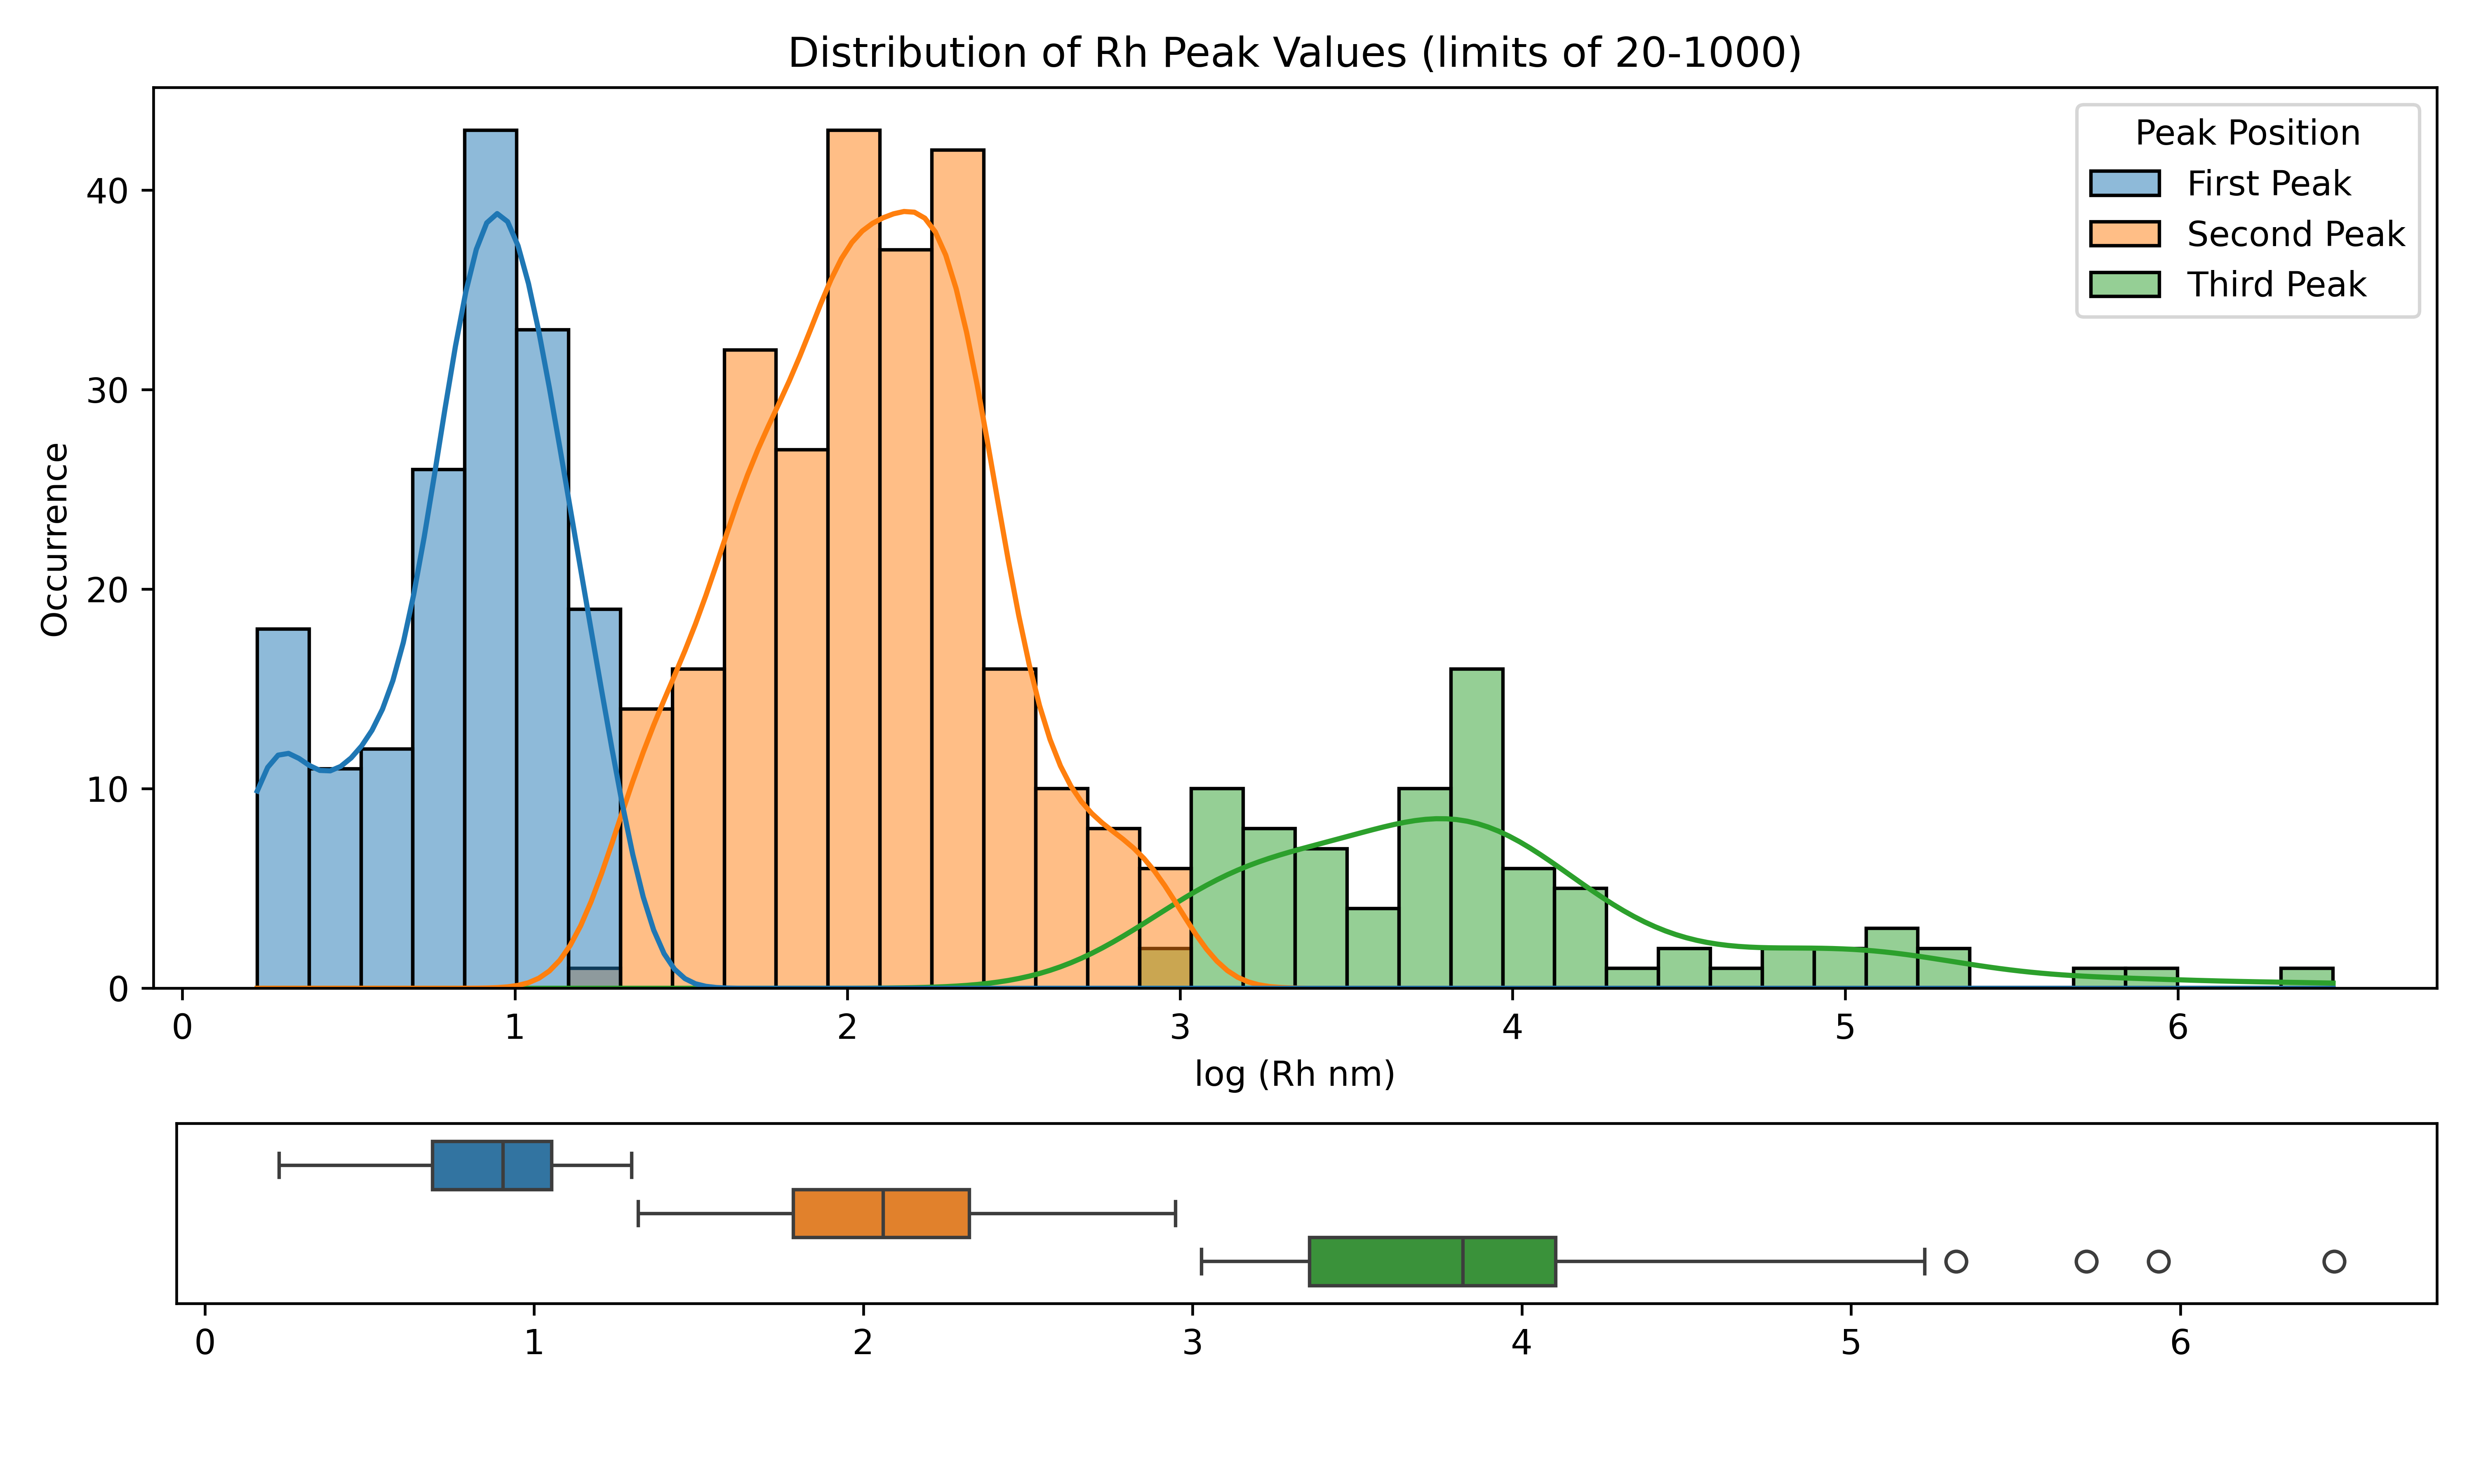 Distribution of Rh Peak Values (limits of 20-1000)
Peak Position
First Peak
Second Peak
Third Peak
Occurrence
40
30
20
10
0
0 1 2 3 4 5 6
log (Rh nm)
0 1 2 3 4 5 6